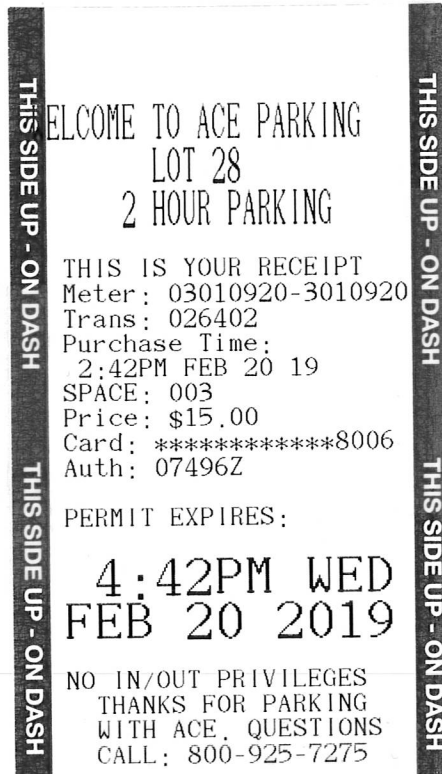 THIS SIDE UP - ON DASH
THIS SIDE UP - ON DASH
ELCOME TO ACE PARKING
LOT 28
2 HOUR PARKING
THIS IS YOUR RECEIPT
Meter: 03010920-3010920
Trans: 026402
Purchase Time:
2:42PM FEB 20 19
SPACE: 003
Price: $15.00
Card: ************8006
Auth: 07496Z
PERMIT EXPIRES:
4:42PM WED
FEB 20 2019
NO IN/OUT PRIVILEGES
THANKS FOR PARKING
WITH ACE. QUESTIONS
CALL: 800-925-7275
THIS SIDE UP - ON DASH
THIS SIDE UP - ON DASH